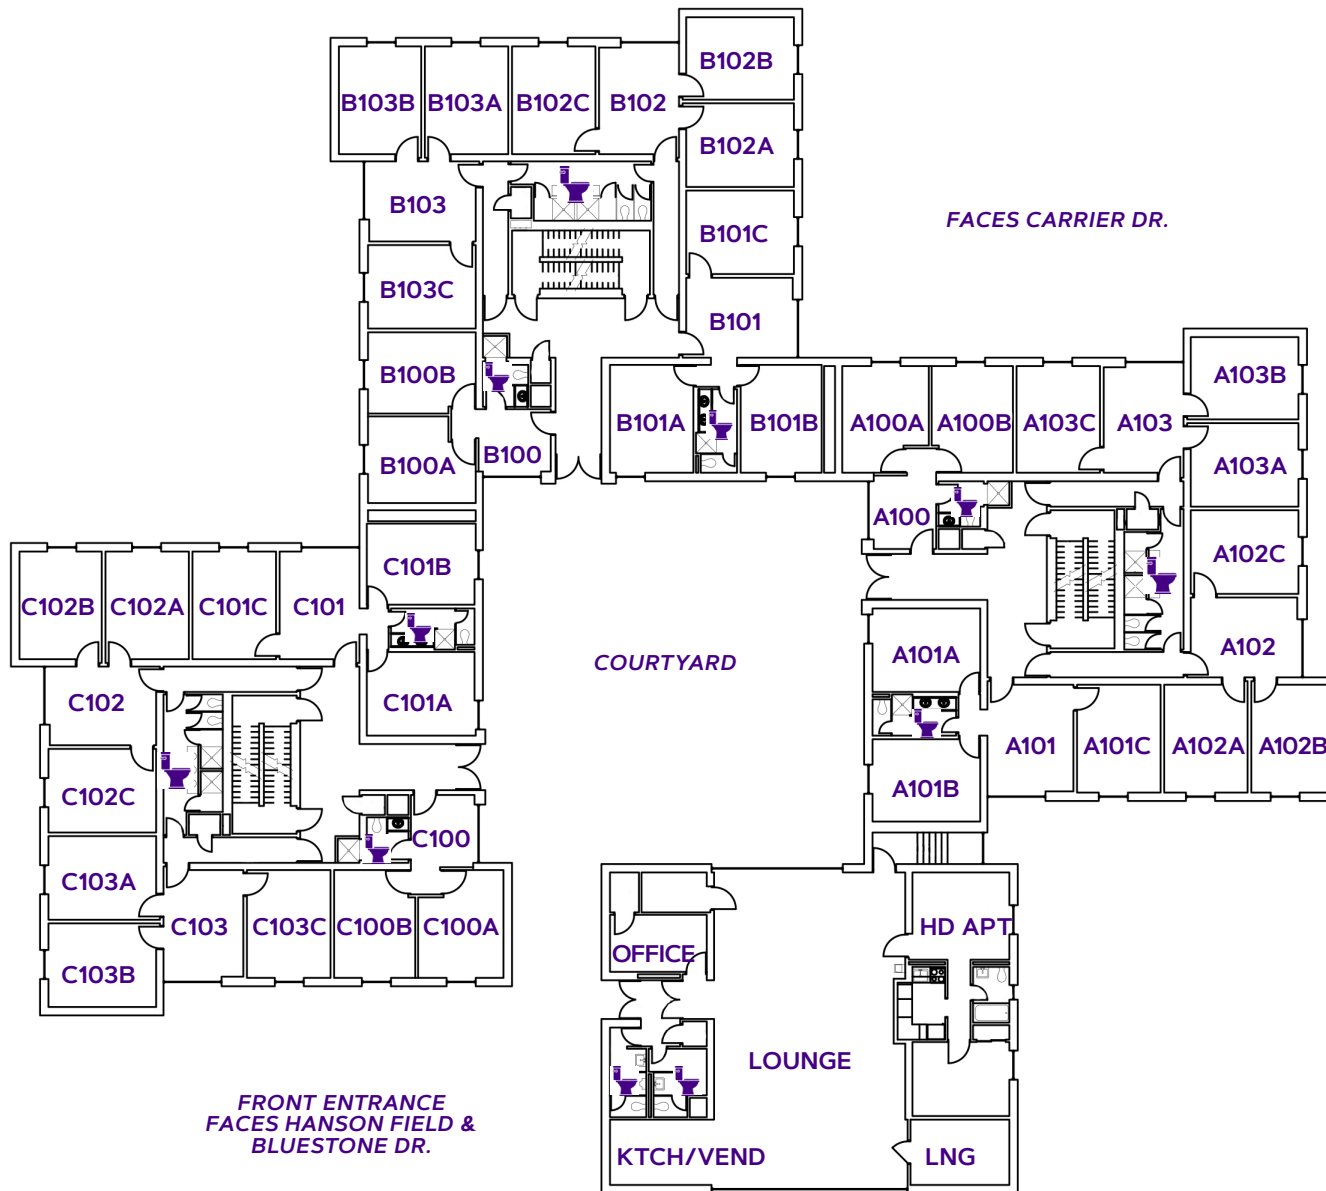 B102B
B103B
B103A
B102C
B102
B102A
B103
B101C
FACES CARRIER DR.
B103C
B101
B100B
A103B
B101A
B101B
A100A
A100B
A103C
A103
B100
B100A
A103A
A100
A102C
C101B
C102B
C102A
C101C
C101
A102
A101A
COURTYARD
C102
C101A
A101
A101C
A102A
A102B
C102C
A101B
C100
C103A
C103
C103C
C100B
C100A
HD APT
OFFICE
C103B
LOUNGE
FRONT ENTRANCE
FACES HANSON FIELD &
BLUESTONE DR.
KTCH/VEND
LNG